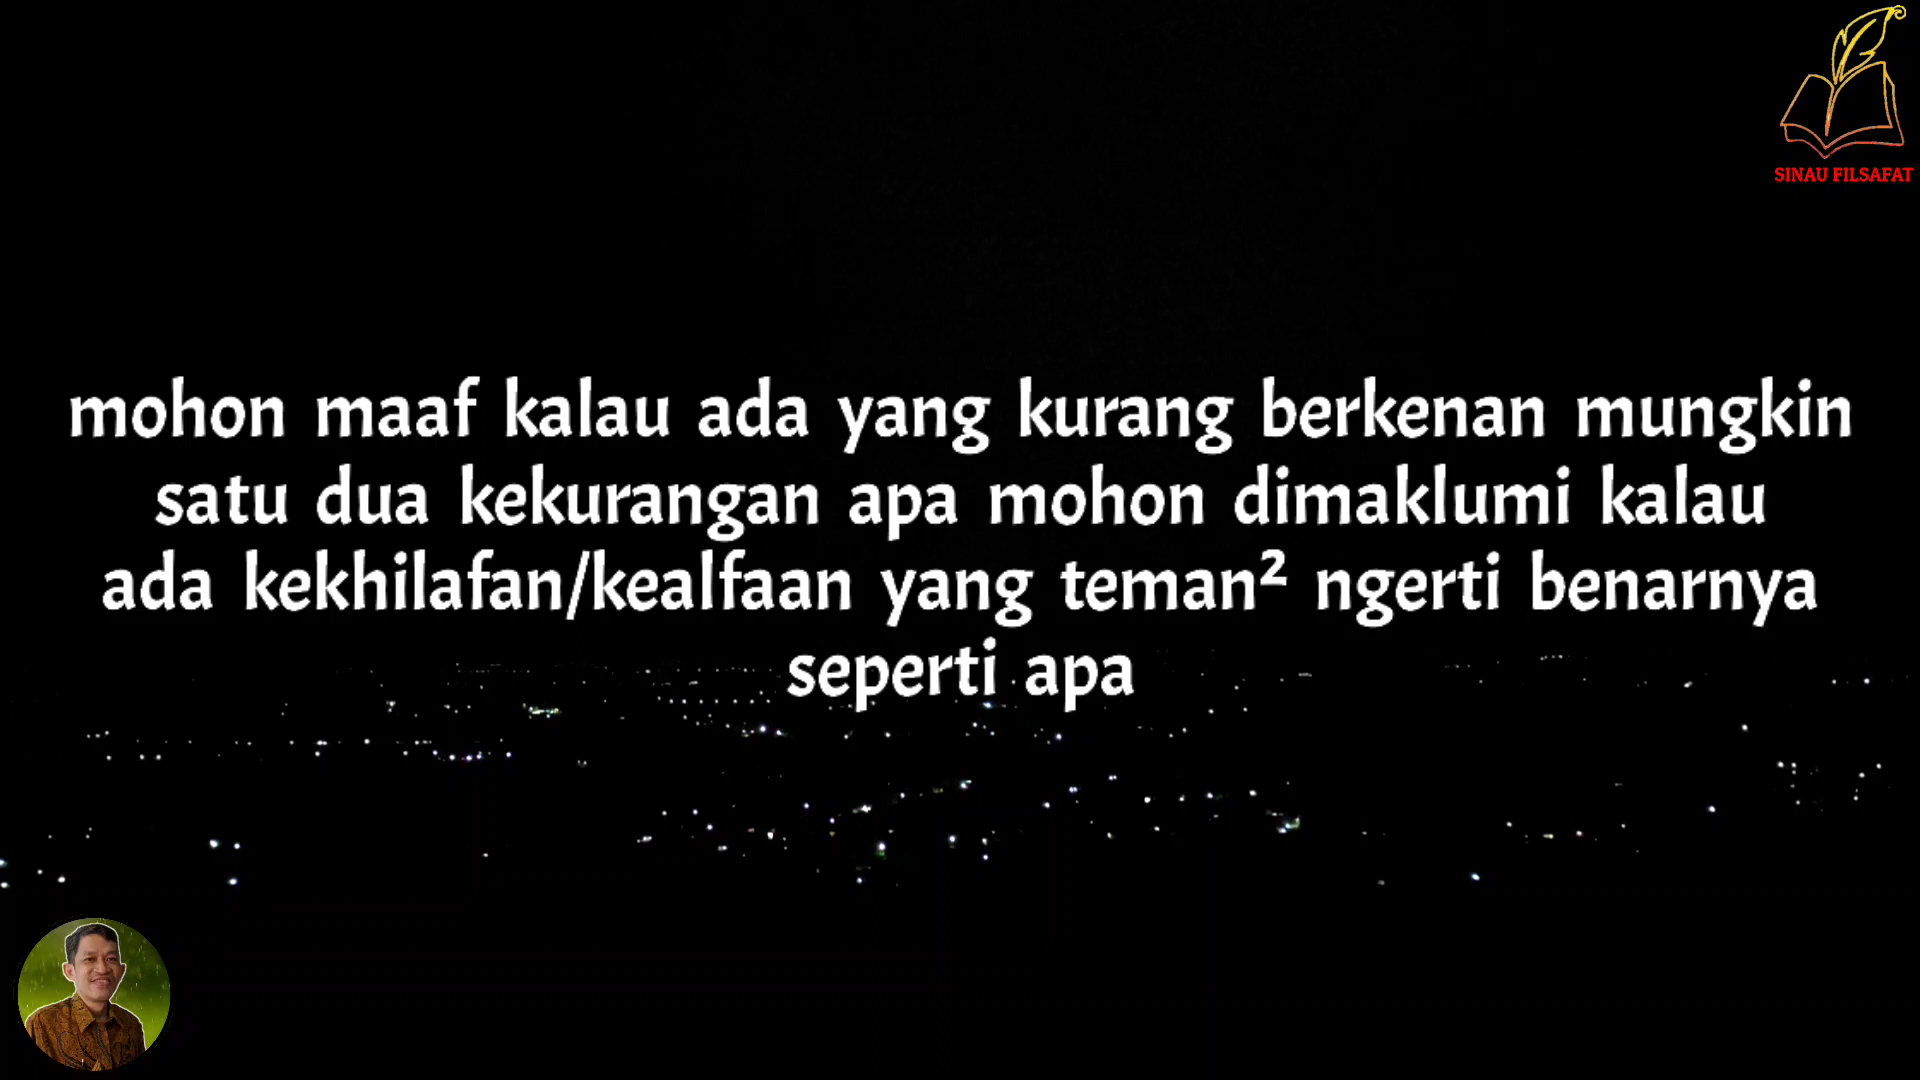 SINAU FILSAFAT
mohon maaf kalau ada yang kurang berkenan mungkin
satu dua kekurangan apa mohon dimaklumi kalau
ada kekhilafan/kealfaan yang teman² ngerti benarnya
seperti apa